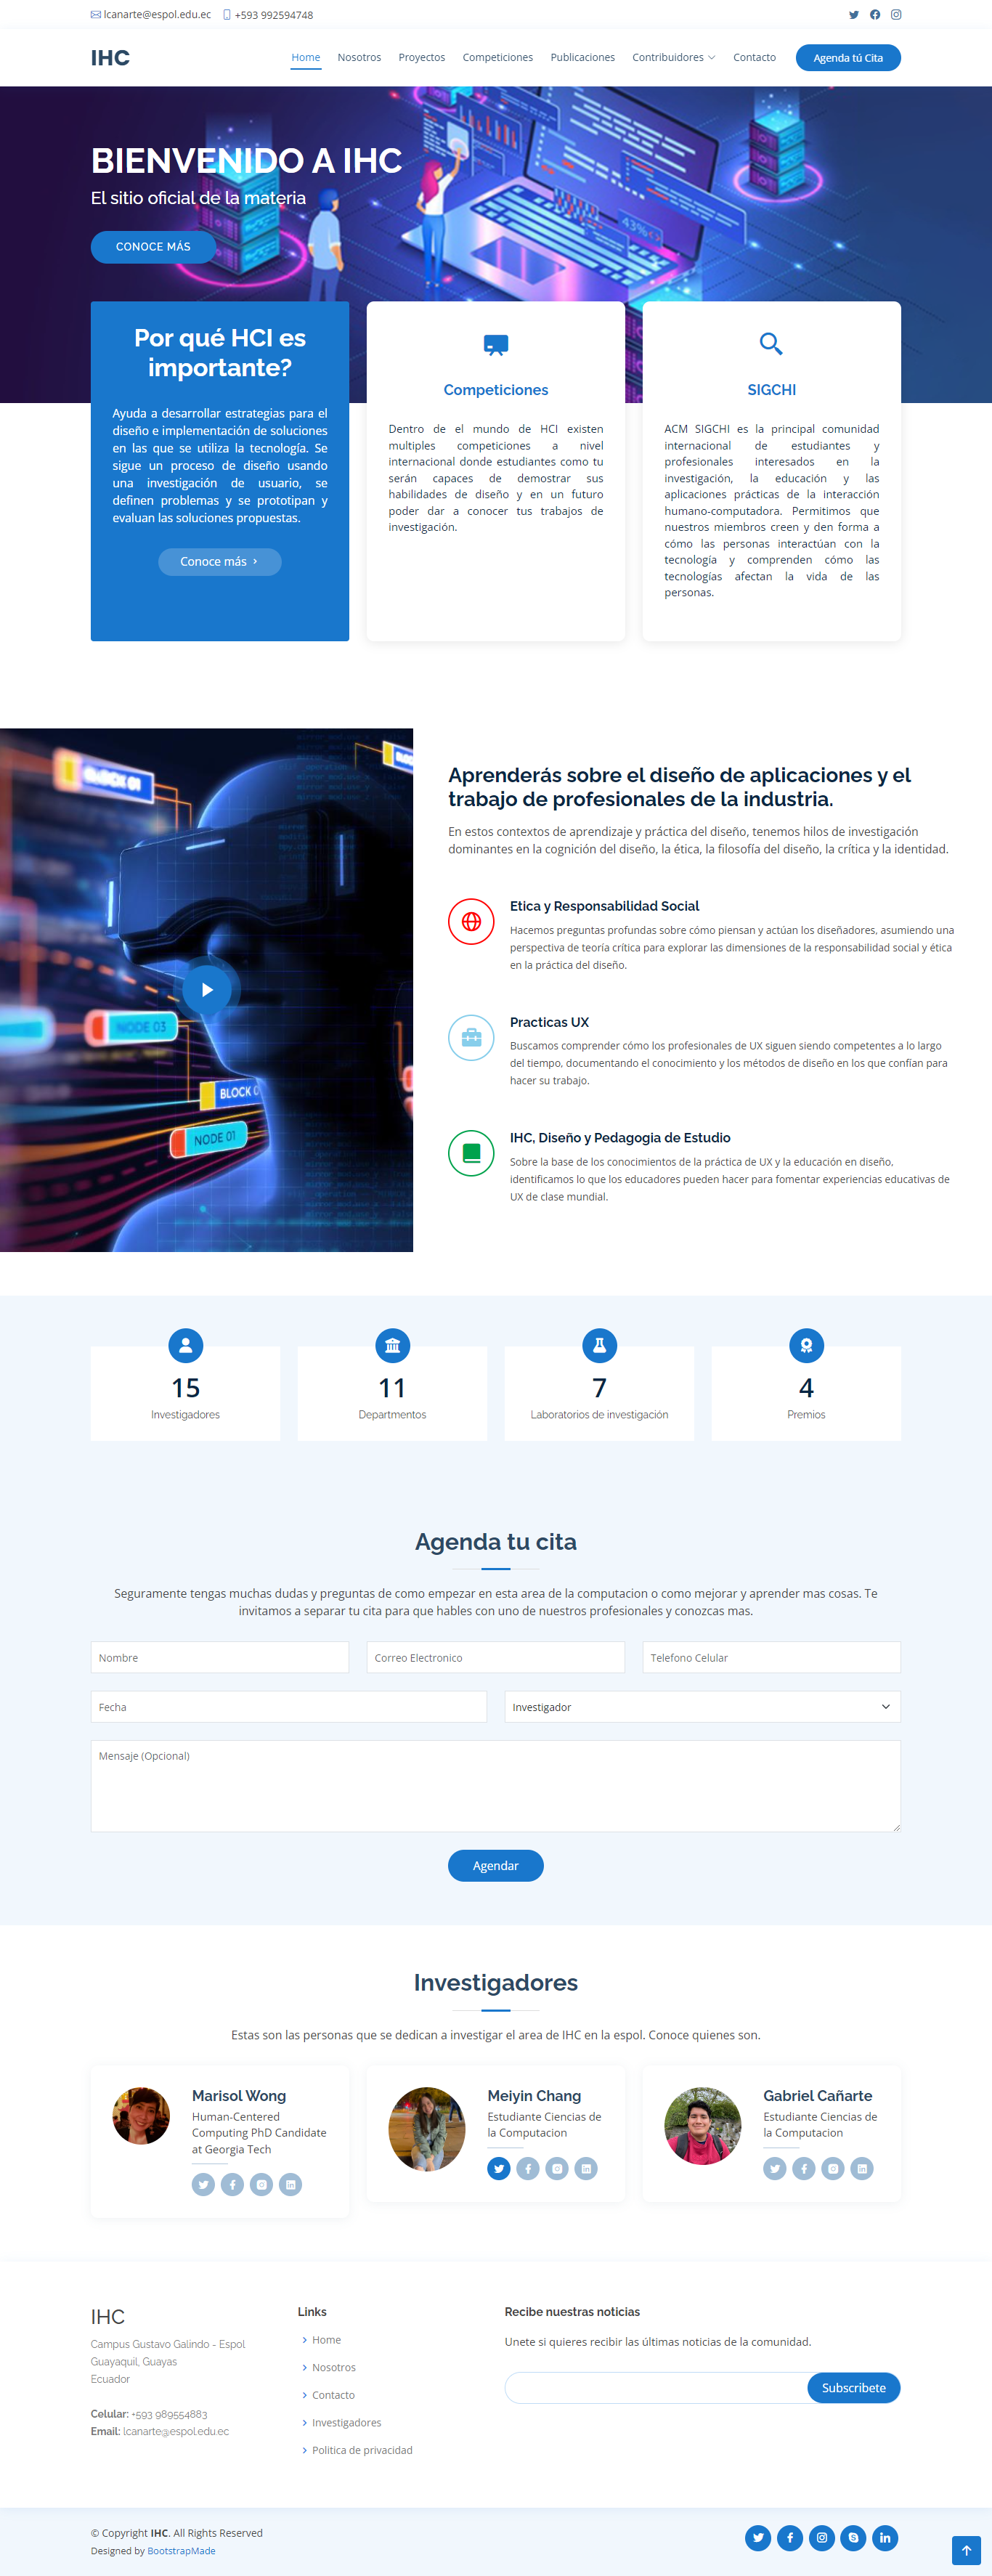 lcanarte@espol.edu.ec +593 992594748
IHC
Home Nosotros Proyectos Competiciones Publicaciones Contribuidores Contacto Agenda tú Cita
BIENVENIDO A IHC
El sitio oficial de la materia
CONOCE MÁS
43%
Por qué HCI es
importante?
Ayuda a desarrollar estrategias para el
diseño e implementación de soluciones
en las que se utiliza la tecnología. Se
sigue un proceso de diseño usando
una investigación de usuario, se
definen problemas y se prototipan y
evaluan las soluciones propuestas.
Conoce más
Competiciones
Dentro de el mundo de HCI existen
multiples competiciones a nivel
internacional donde estudiantes como tu
serán capaces de demostrar sus
habilidades de diseño y en un futuro
poder dar a conocer tus trabajos de
investigación.
SIGCHI
ACM SIGCHI es la principal comunidad
internacional de estudiantes y
profesionales interesados en la
investigación, la educación y las
aplicaciones prácticas de la interacción
humano-computadora. Permitimos que
nuestros miembros creen y den forma a
cómo las personas interactúan con la
tecnología y comprenden cómo las
tecnologías afectan la vida de las
personas.
BLOCK 01
NODE 03
BLOCK 0
NODE 01
Aprenderás sobre el diseño de aplicaciones y el
trabajo de profesionales de la industria.
En estos contextos de aprendizaje y práctica del diseño, tenemos hilos de investigación
dominantes en la cognición del diseño, la ética, la filosofía del diseño, la crítica y la identidad.
Etica y Responsabilidad Social
Hacemos preguntas profundas sobre cómo piensan y actúan los diseñadores, asumiendo una
perspectiva de teoría crítica para explorar las dimensiones de la responsabilidad social y ética
en la práctica del diseño.
Practicas UX
Buscamos comprender cómo los profesionales de UX siguen siendo competentes a lo largo
del tiempo, documentando el conocimiento y los métodos de diseño en los que confían para
hacer su trabajo.
IHC, Diseño y Pedagogia de Estudio
Sobre la base de los conocimientos de la práctica de UX y la educación en diseño,
identificamos lo que los educadores pueden hacer para fomentar experiencias educativas de
UX de clase mundial.
15
Investigadores
11
Departmentos
7
Laboratorios de investigación
4
Premios
Agenda tu cita
Seguramente tengas muchas dudas y preguntas de como empezar en esta area de la computacion o como mejorar y aprender mas cosas. Te
invitamos a separar tu cita para que hables con uno de nuestros profesionales y conozcas mas.
Nombre
Correo Electronico
Telefono Celular
Fecha
Investigador
Mensaje (Opcional)
Agendar
Investigadores
Estas son las personas que se dedican a investigar el area de IHC en la espol. Conoce quienes son.
Marisol Wong
Human-Centered
Computing PhD Candidate
at Georgia Tech
Meiyin Chang
Estudiante Ciencias de
la Computacion
Gabriel Cañarte
Estudiante Ciencias de
la Computacion
IHC
Campus Gustavo Galindo - Espol
Guayaquil, Guayas
Ecuador
Celular: +593 989554883
Email: lcanarte@espol.edu.ec
Links
Home
Nosotros
Contacto
Investigadores
Politica de privacidad
Recibe nuestras noticias
Unete si quieres recibir las últimas noticias de la comunidad.
Subscribete
© Copyright IHC. All Rights Reserved
Designed by BootstrapMade